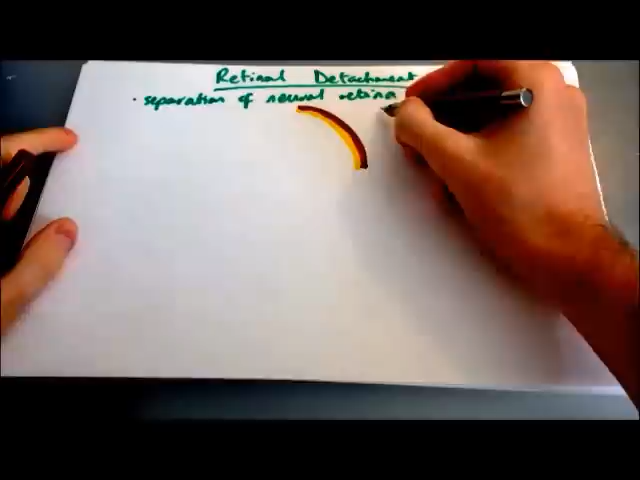 Retinal Detachment
· separation of neural retina